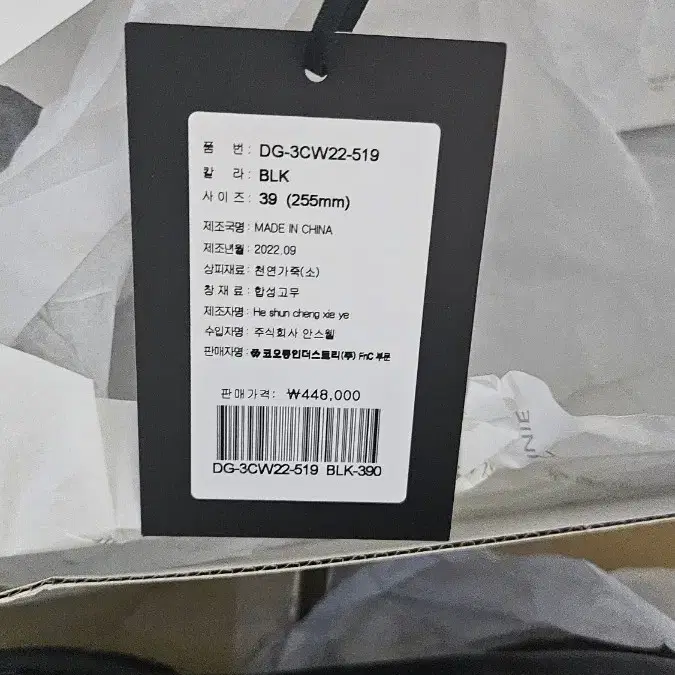 품 번: DG-3CW22-519
칼 라: BLK
사이즈: 39 (255mm)
제조국명: MADE IN CHINA
제조년월: 2022.09
상피재료: 천연가죽(소)
창 재료: 합성고무
제조자명: He shun cheng xie ye
수입자명: 주식회사 안스웰
판매자명: 코오롱인더스트리(주) FnC 부문
판매가격: ₩448,000
DG-3CW22-519 BLK-390